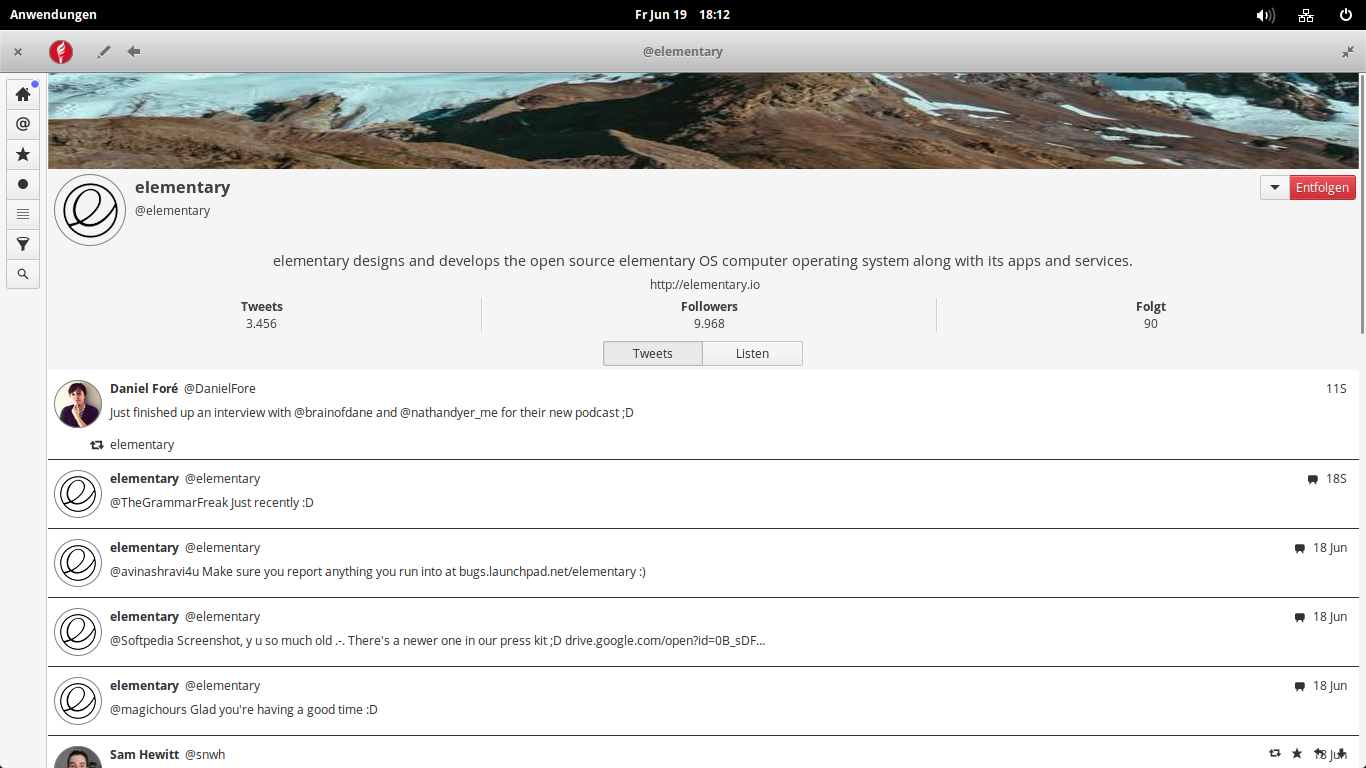 Anwendungen
Fr Jun 19 18:12
@elementary
@
elementary
@elementary
Entfolgen
elementary designs and develops the open source elementary OS computer operating system along with its apps and services.
http://elementary.io
Tweets Followers Folgt
3.456 9.968 90
Tweets Listen
Daniel Foré @DanielFore 11S
Just finished up an interview with @brainofdane and @nathandyer_me for their new podcast ;D
elementary
elementary @elementary 18S
@TheGrammarFreak Just recently :D
elementary @elementary 18 Jun
@avinashravi4u Make sure you report anything you run into at bugs.launchpad.net/elementary :)
elementary @elementary 18 Jun
@Softpedia Screenshot, y u so much old .-. There's a newer one in our press kit ;D drive.google.com/open?id=0B_sDF...
elementary @elementary 18 Jun
@magichours Glad you're having a good time :D
Sam Hewitt @snwh 18 Jun